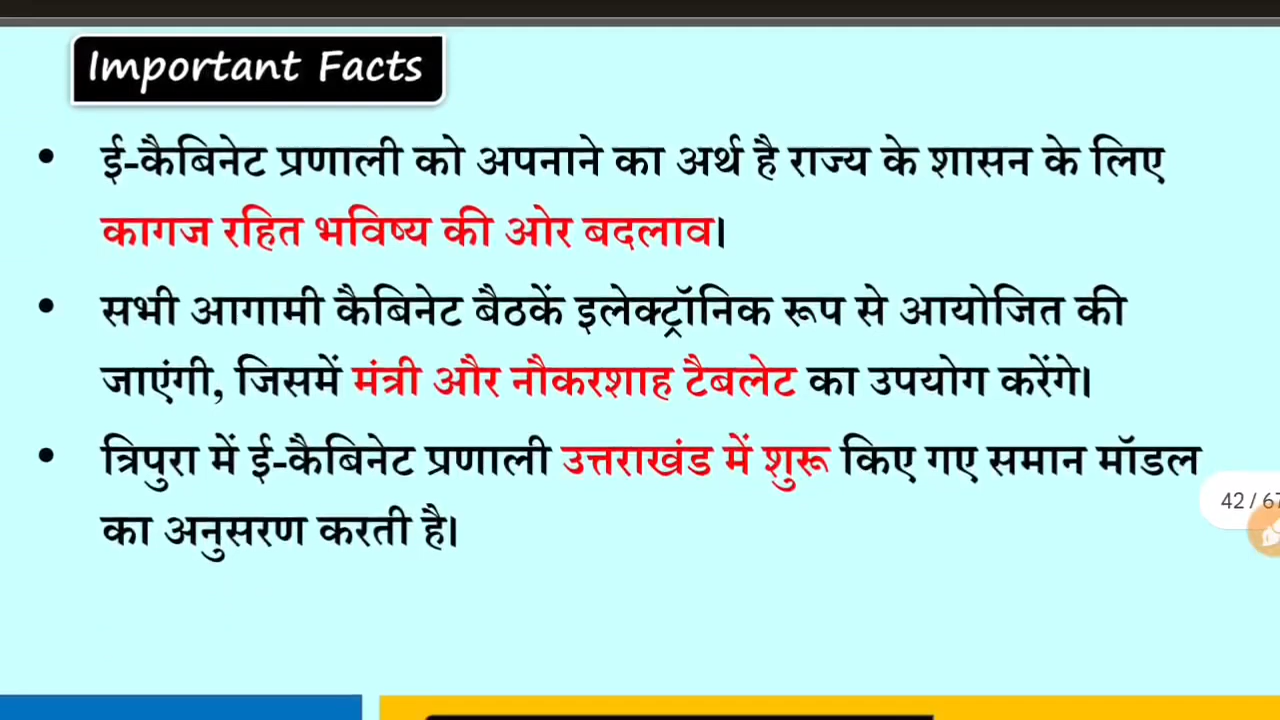 Important Facts
• ई-कैबिनेट प्रणाली को अपनाने का अर्थ है राज्य के शासन के लिए
कागज रहित भविष्य की ओर बदलाव।
• सभी आगामी कैबिनेट बैठकें इलेक्ट्रॉनिक रूप से आयोजित की
जाएंगी, जिसमें मंत्री और नौकरशाह टैबलेट का उपयोग करेंगे।
• त्रिपुरा में ई-कैबिनेट प्रणाली उत्तराखंड में शुरू किए गए समान मॉडल
का अनुसरण करती है।
42 / 67